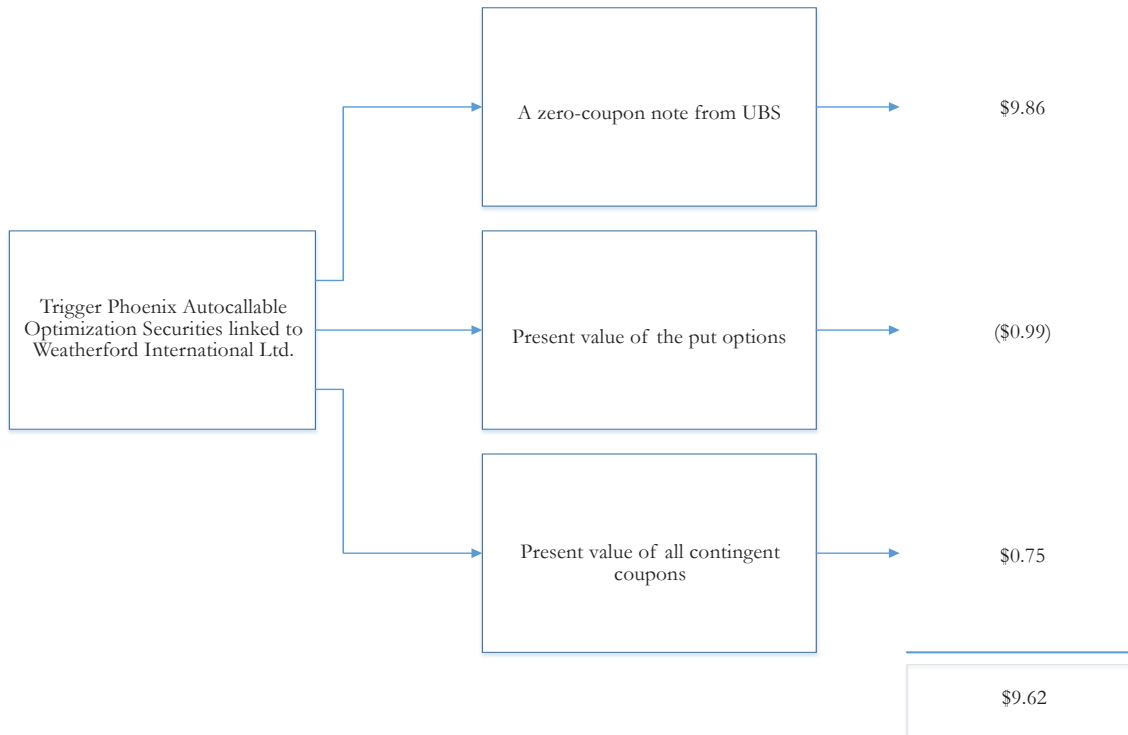 A zero-coupon note from UBS
$9.86
Trigger Phoenix Autocallable
Optimization Securities linked to
Weatherford International Ltd.
Present value of the put options
($0.99)
Present value of all contingent
coupons
$0.75
$9.62